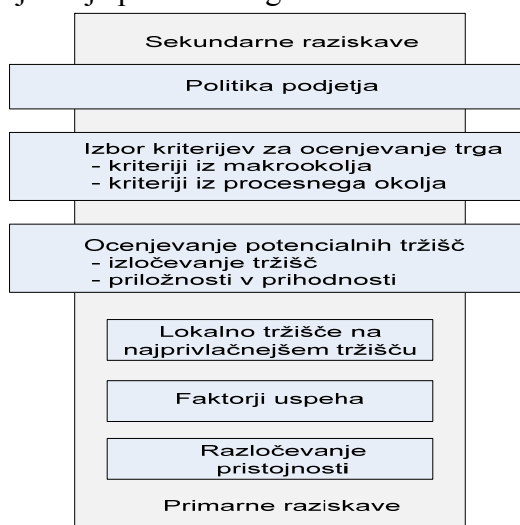 Sekundarne raziskave
Politika podjetja
Izbor kriterijev za ocenjevanje trga
- kriteriji iz makrookolja
- kriteriji iz procesnega okolja
Ocenjevanje potencialnih tržišč
- izločevanje tržišč
- priložnosti v prihodnosti
Lokalno tržišče na
najprivlačnejšem tržišču
Faktorji uspeha
Razločevanje
pristojnosti
Primarne raziskave